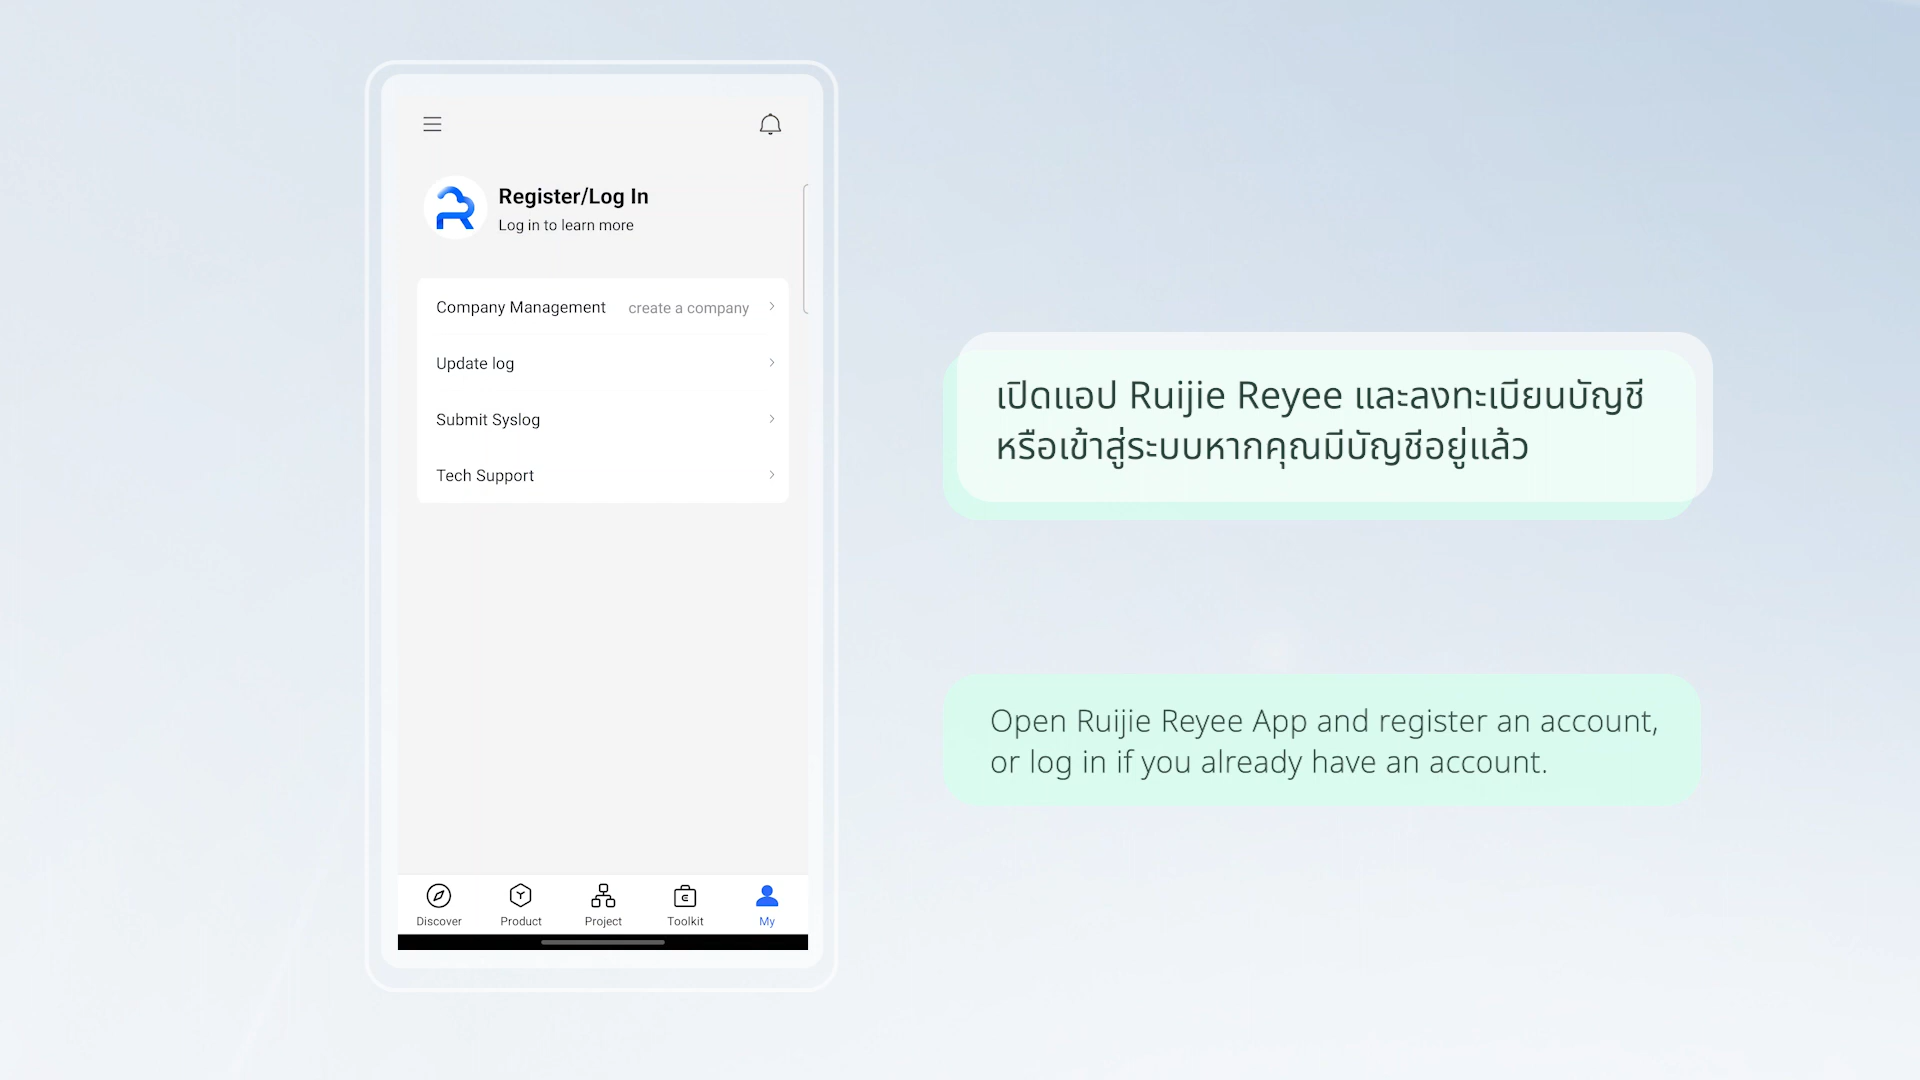 Register/Log In
Log in to learn more
Company Management create a company
Update log
Submit Syslog
Tech Support
Discover Product Project Toolkit My
เปิดแอป Ruijie Reyee และลงทะเบียนบัญชี
หรือเข้าสู่ระบบหากคุณมีบัญชีอยู่แล้ว
Open Ruijie Reyee App and register an account,
or log in if you already have an account.